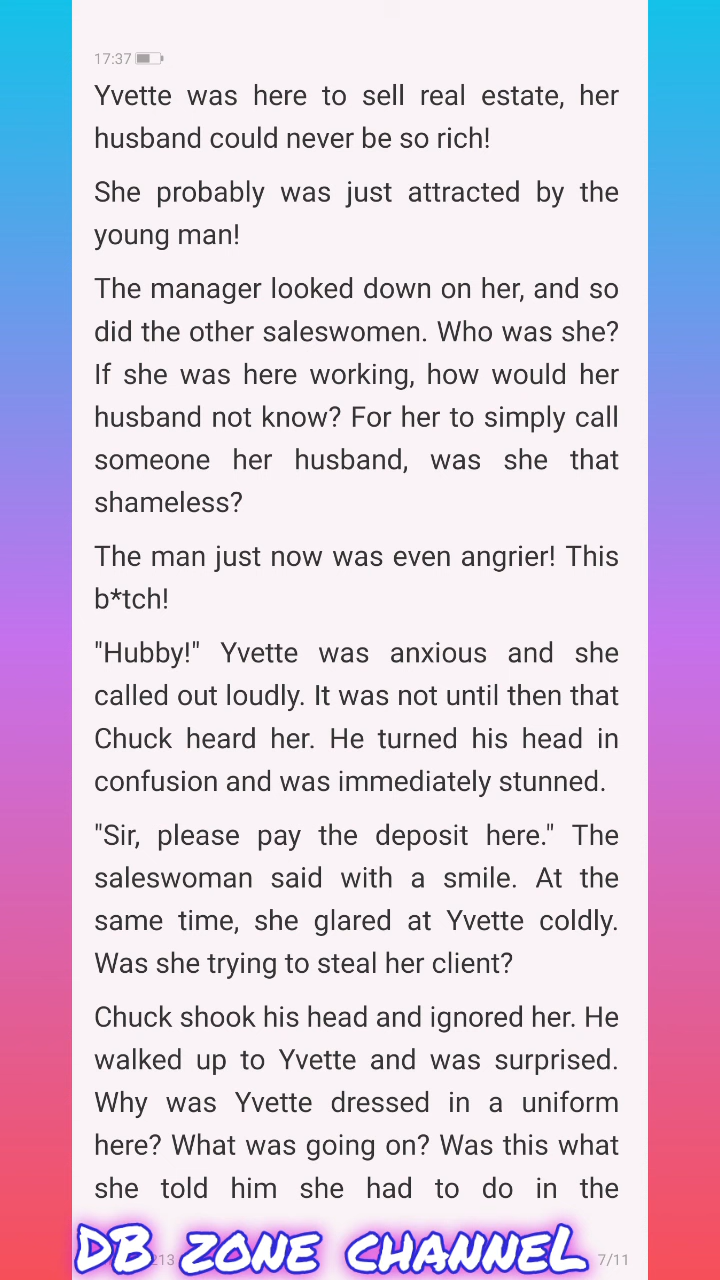 17:37
Yvette was here to sell real estate, her
husband could never be so rich!
She probably was just attracted by the
young man!
The manager looked down on her, and so
did the other saleswomen. Who was she?
If she was here working, how would her
husband not know? For her to simply call
someone her husband, was she that
shameless?
The man just now was even angrier! This
b*tch!
"Hubby!" Yvette was anxious and she
called out loudly. It was not until then that
Chuck heard her. He turned his head in
confusion and was immediately stunned.
"Sir, please pay the deposit here." The
saleswoman said with a smile. At the
same time, she glared at Yvette coldly.
Was she trying to steal her client?
Chuck shook his head and ignored her. He
walked up to Yvette and was surprised.
Why was Yvette dressed in a uniform
here? What was going on? Was this what
she told him she had to do in the
DB ZONE CHANNEL
7/11